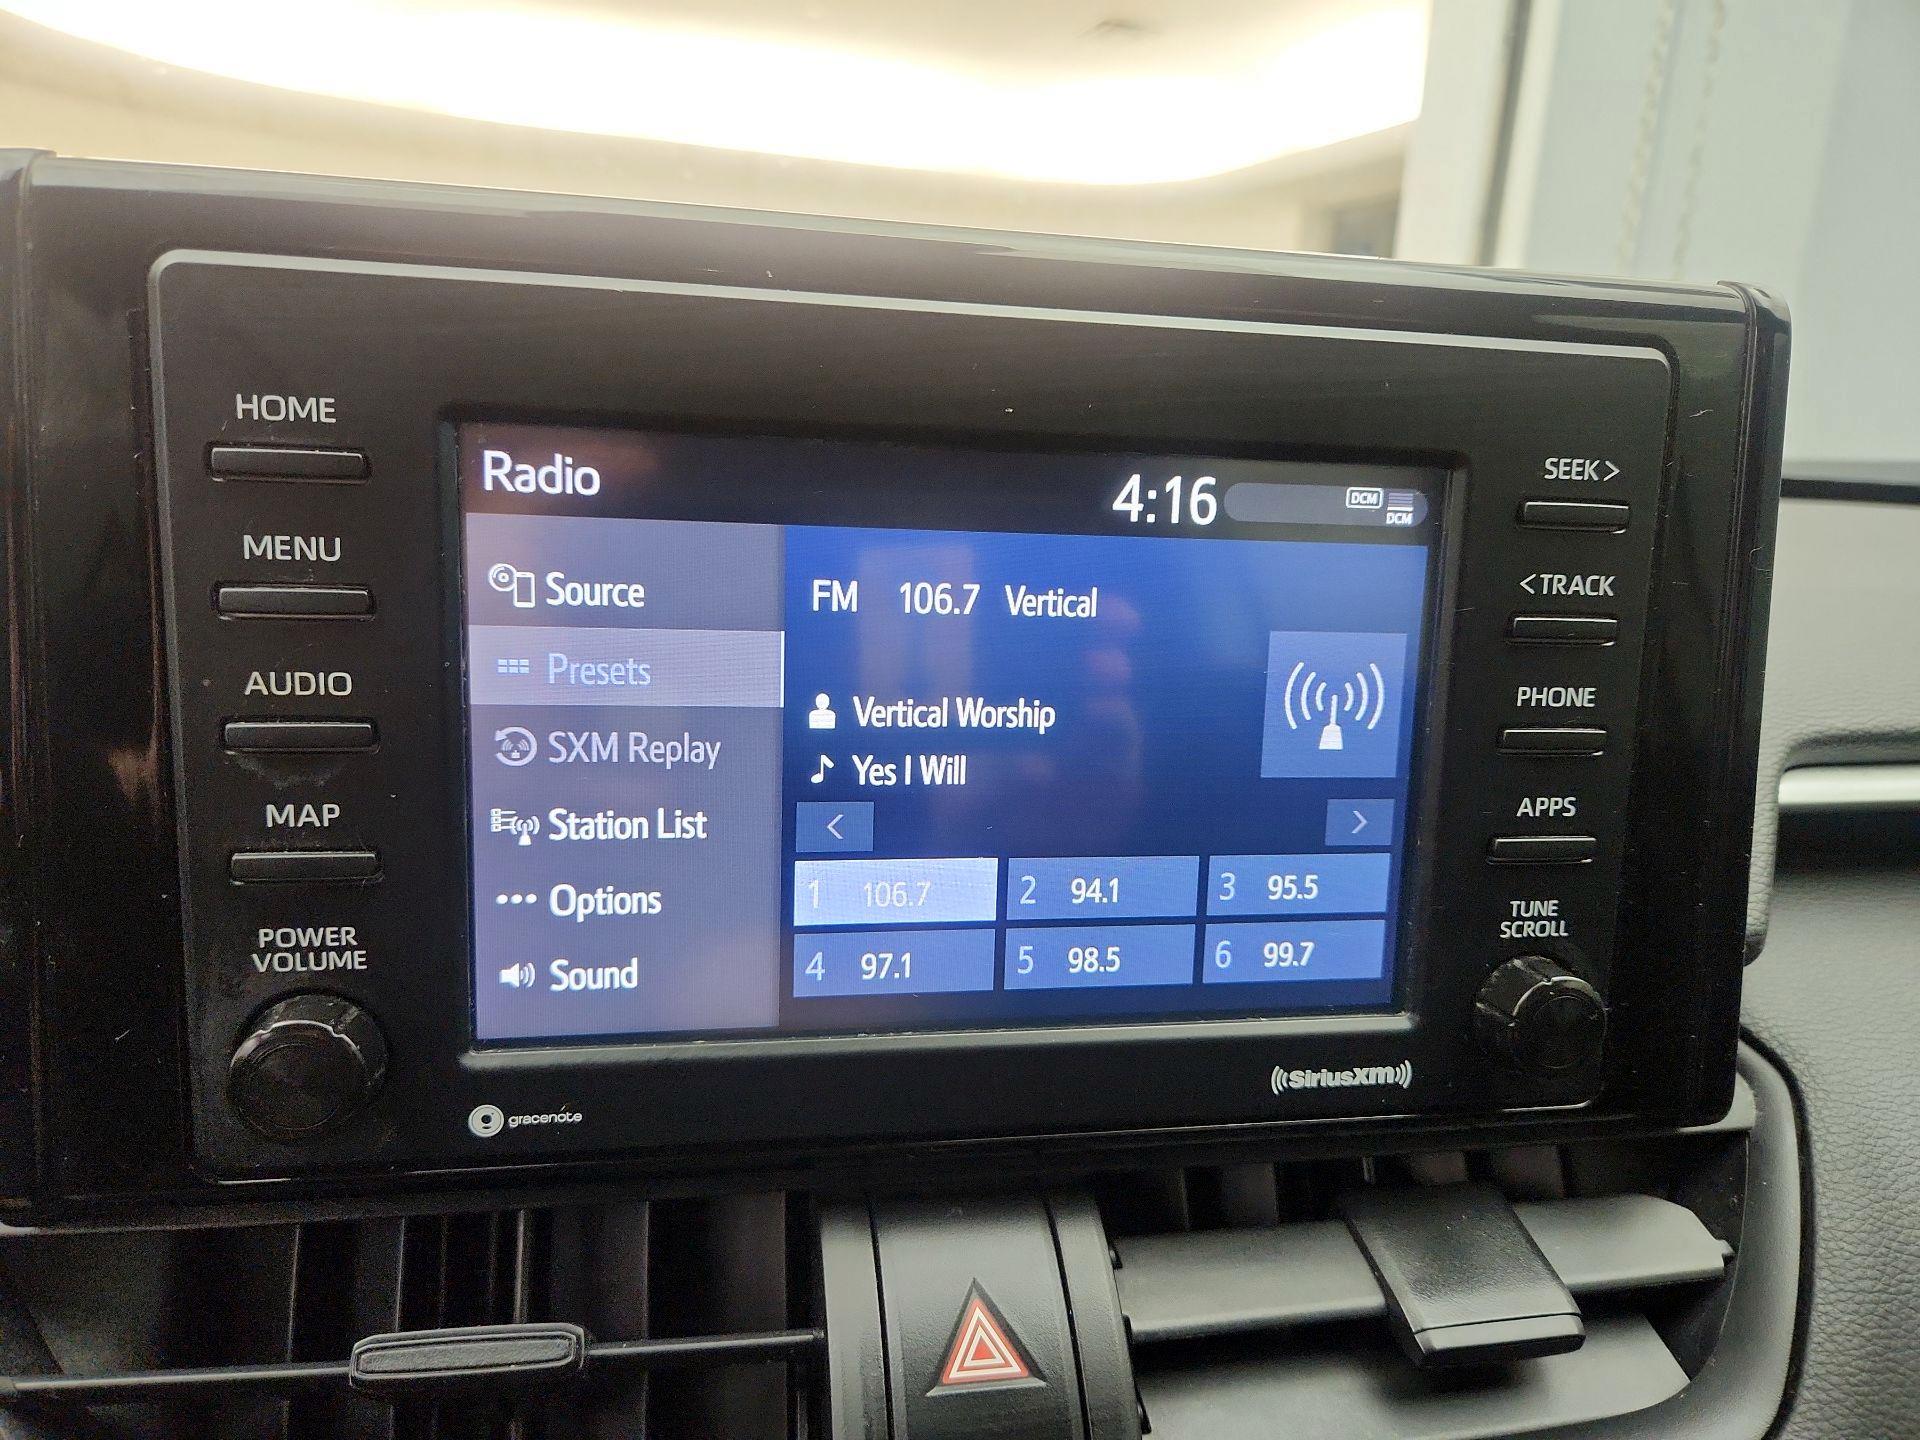 HOME
MENU
AUDIO
MAP
POWER
VOLUME
Radio
4:16
DCM
DCM
Source
Presets
SXM Replay
Station List
Options
Sound
FM 106.7 Vertical
Vertical Worship
Yes I Will
<
>
1 106.7
2 94.1
3 95.5
4 97.1
5 98.5
6 99.7
SEEK>
<TRACK
PHONE
APPS
TUNE
SCROLL
gracenote
((SiriusXM))